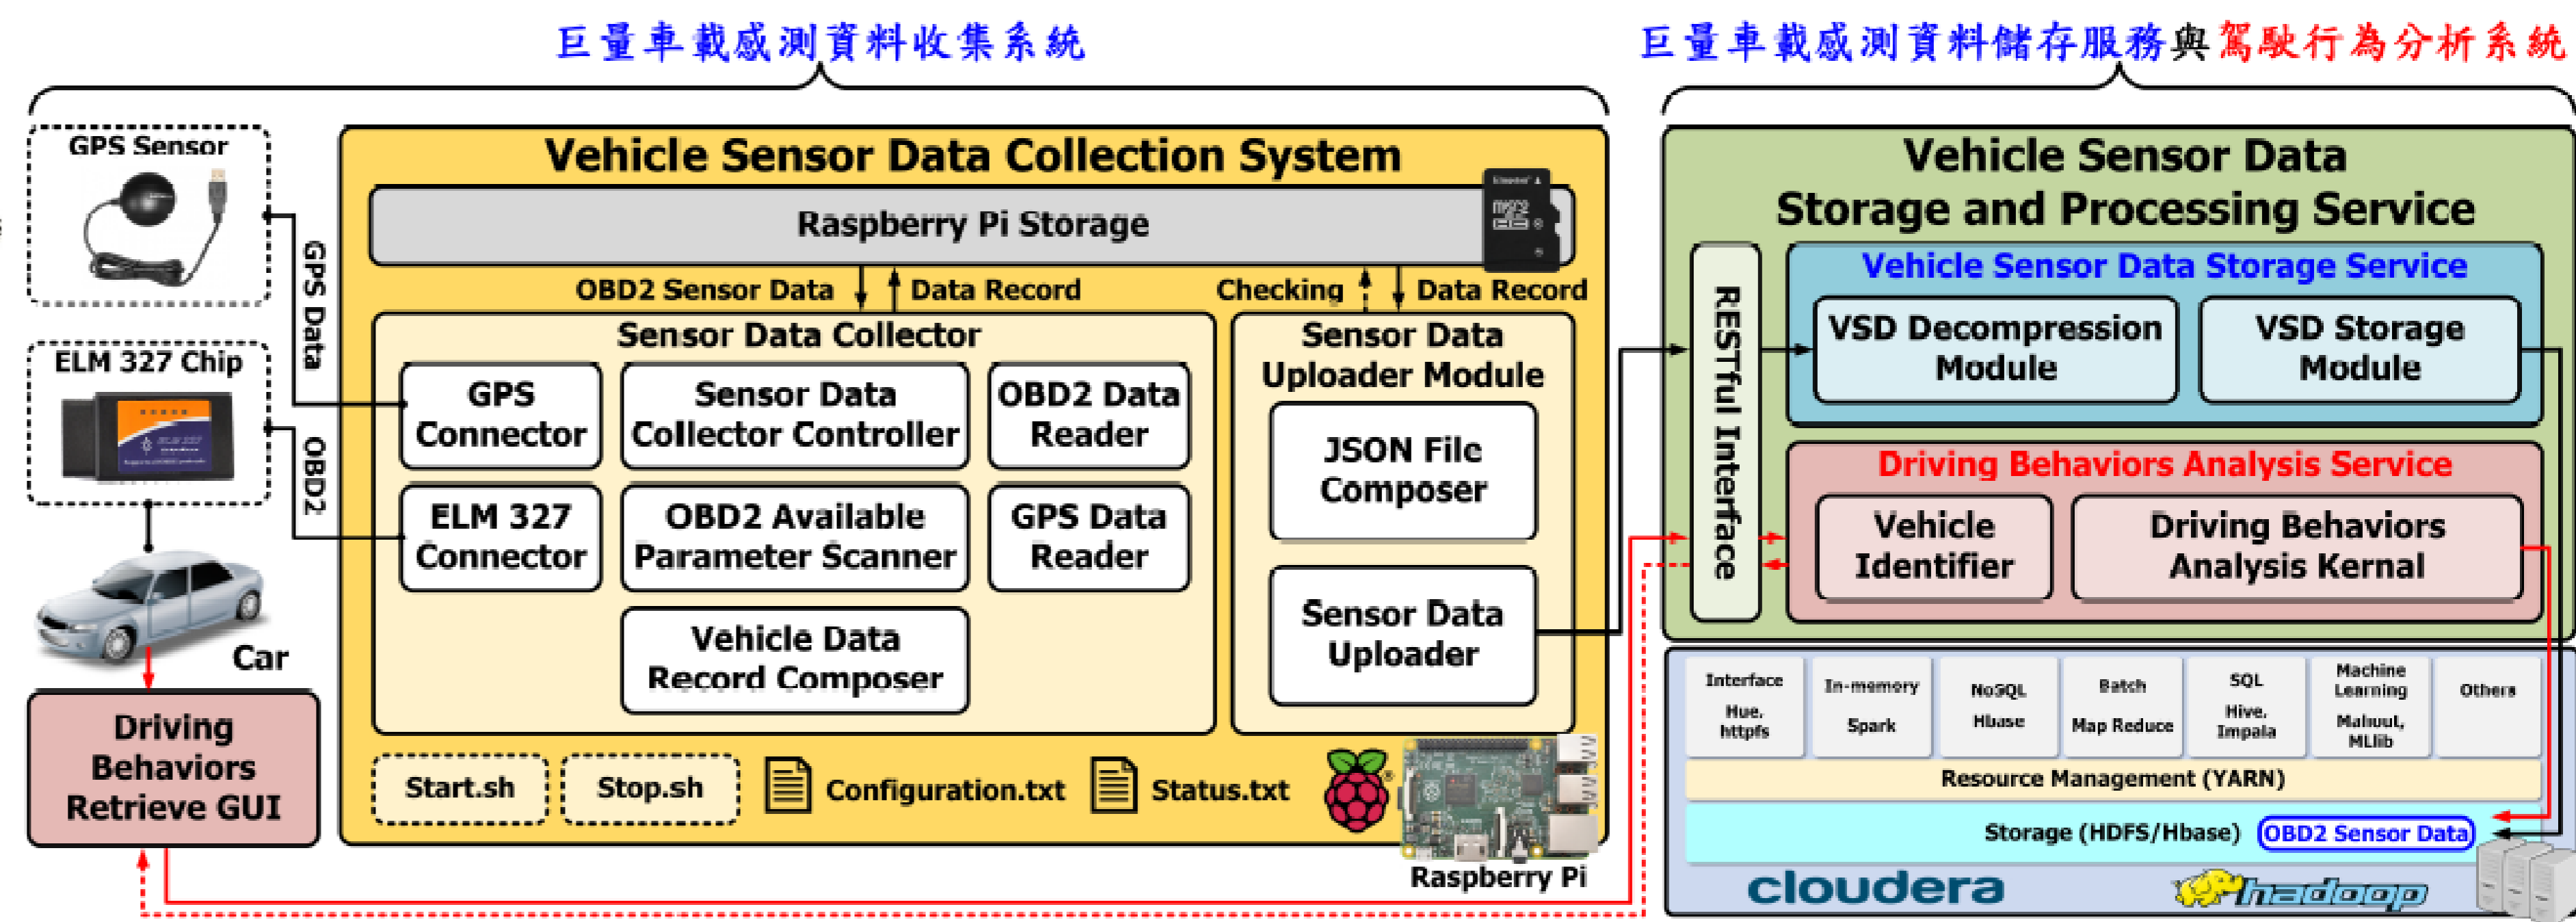 巨量車載感測資料收集系統
巨量車載感測資料儲存服務與駕駛行為分析系統
GPS Sensor
GPS Data
ELM 327 Chip
OBD2
Car
Driving
Behaviors
Retrieve GUI
Vehicle Sensor Data Collection System
Raspberry Pi Storage
OBD2 Sensor Data
Data Record
Checking
Data Record
Sensor Data Collector
GPS
Connector
Sensor Data
Collector Controller
OBD2 Data
Reader
ELM 327
Connector
OBD2 Available
Parameter Scanner
GPS Data
Reader
Vehicle Data
Record Composer
Sensor Data
Uploader Module
JSON File
Composer
Sensor Data
Uploader
Start.sh
Stop.sh
Configuration.txt
Status.txt
Raspberry Pi
Vehicle Sensor Data
Storage and Processing Service
RESTful Interface
Vehicle Sensor Data Storage Service
VSD Decompression
Module
VSD Storage
Module
Driving Behaviors Analysis Service
Vehicle
Identifier
Driving Behaviors
Analysis Kernal
Interface
Hue,
httpfs
In-memory
Spark
NoSQL
Hbase
Batch
Map Reduce
SQL
Hive,
Impala
Machine
Learning
Mahout,
MLlib
Others
Resource Management (YARN)
Storage (HDFS/Hbase)
OBD2 Sensor Data
cloudera
hadoop